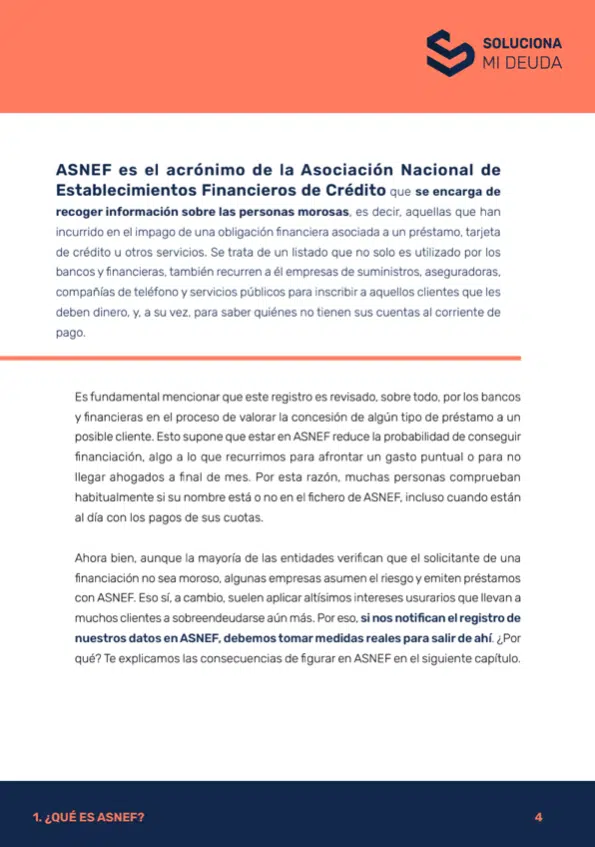 SOLUCIONA
MI DEUDA
ASNEF es el acrónimo de la Asociación Nacional de
Establecimientos Financieros de Crédito que se encarga de
recoger información sobre las personas morosas, es decir, aquellas que han
incurrido en el impago de una obligación financiera asociada a un préstamo, tarjeta
de crédito u otros servicios. Se trata de un listado que no solo es utilizado por los
bancos y financieras, también recurren a él empresas de suministros, aseguradoras,
compañías de teléfono y servicios públicos para inscribir a aquellos clientes que les
deben dinero, y, a su vez, para saber quiénes no tienen sus cuentas al corriente de
pago.
Es fundamental mencionar que este registro es revisado, sobre todo, por los bancos
y financieras en el proceso de valorar la concesión de algún tipo de préstamo a un
posible cliente. Esto supone que estar en ASNEF reduce la probabilidad de conseguir
financiación, algo a lo que recurrimos para afrontar un gasto puntual o para no
llegar ahogados a final de mes. Por esta razón, muchas personas comprueban
habitualmente si su nombre está o no en el fichero de ASNEF, incluso cuando están
al día con los pagos de sus cuotas.
Ahora bien, aunque la mayoría de las entidades verifican que el solicitante de una
financiación no sea moroso, algunas empresas asumen el riesgo y emiten préstamos
con ASNEF. Eso sí, a cambio, suelen aplicar altísimos intereses usurarios que llevan a
muchos clientes a sobreendeudarse aún más. Por eso, si nos notifican el registro de
nuestros datos en ASNEF, debemos tomar medidas reales para salir de ahí. ¿Por
qué? Te explicamos las consecuencias de figurar en ASNEF en el siguiente capítulo.
1. ¿QUÉ ES ASNEF?
4